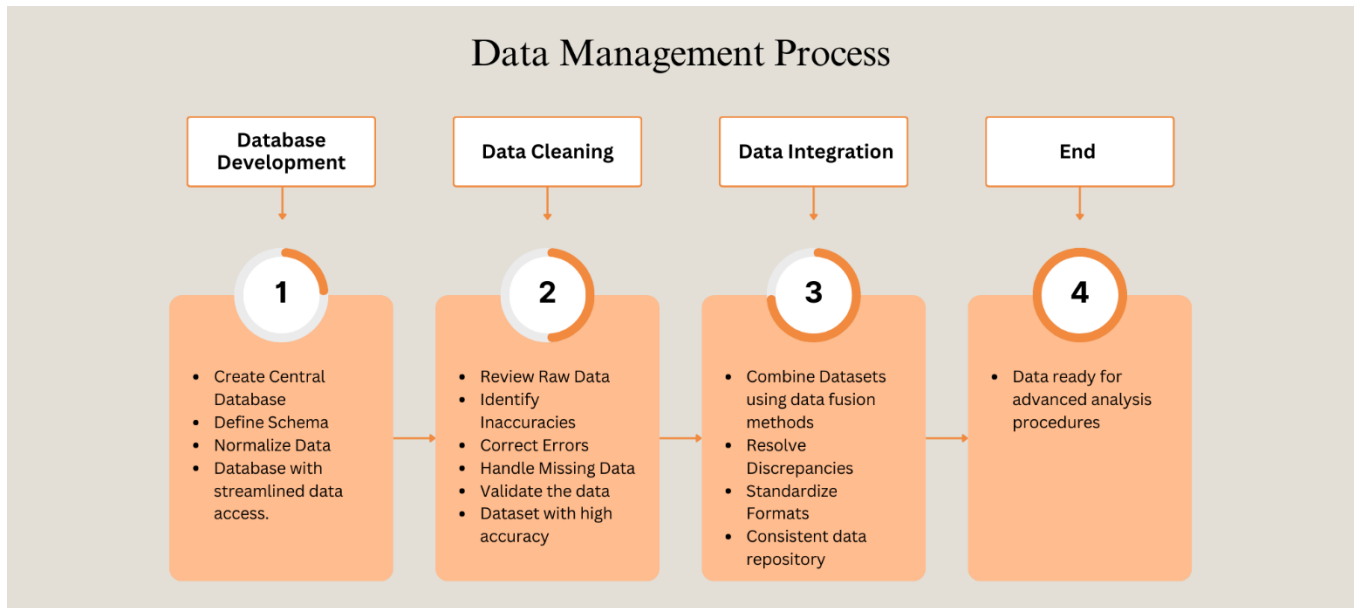 Data Management Process
Database
Development
Data Cleaning
Data Integration
End
1
2
3
4
• Create Central
Database
• Define Schema
• Normalize Data
• Database with
streamlined data
access.
• Review Raw Data
• Identify
Inaccuracies
• Correct Errors
• Handle Missing Data
• Validate the data
• Dataset with high
accuracy
• Combine Datasets
using data fusion
methods
• Resolve
Discrepancies
• Standardize
Formats
• Consistent data
repository
• Data ready for
advanced analysis
procedures